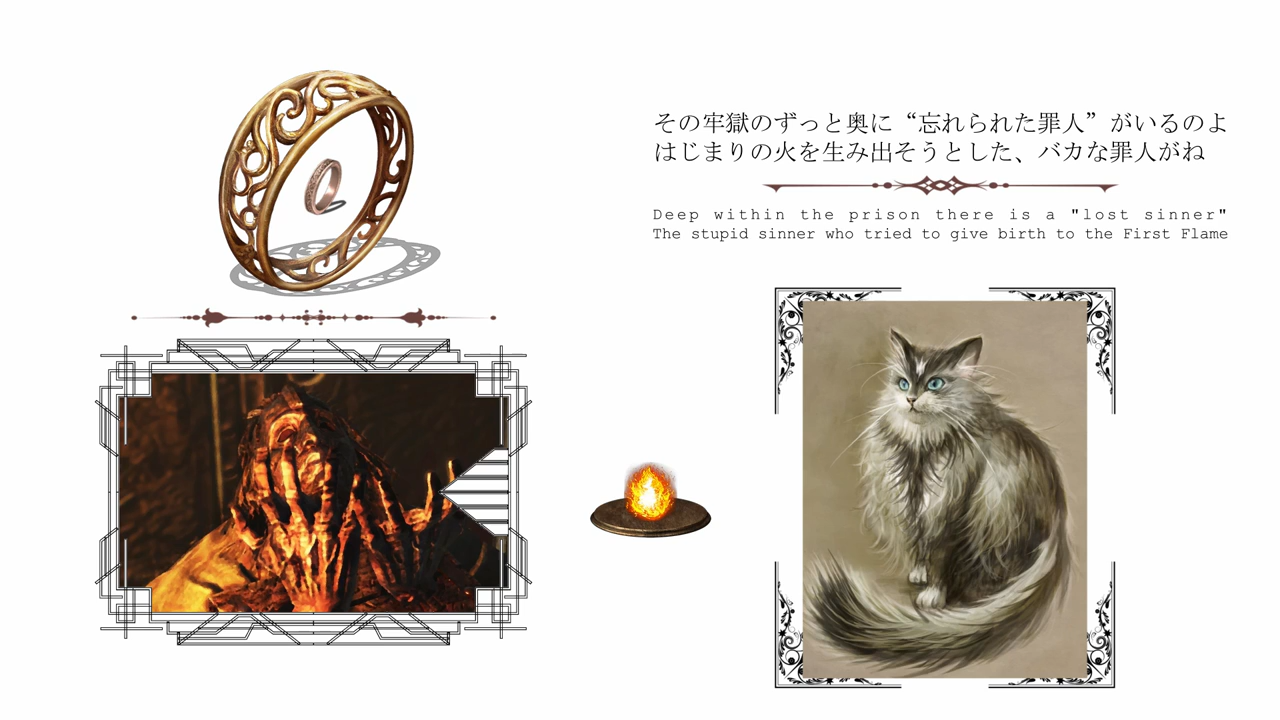 その牢獄のずっと奥に“忘れられた罪人”がいるのよ
はじまりの火を生み出そうとした、バカな罪人がね
Deep within the prison there is a "lost sinner"
The stupid sinner who tried to give birth to the First Flame